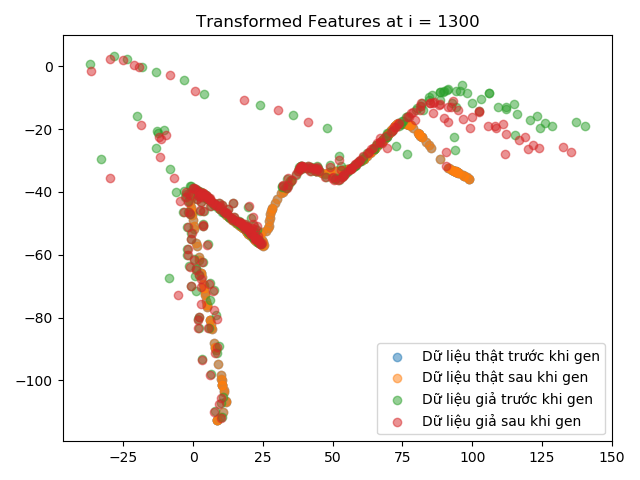 Transformed Features at i = 1300
0
−20
−40
−60
−80
−100
−25
0
25
50
75
100
125
150
Dữ liệu thật trước khi gen
Dữ liệu thật sau khi gen
Dữ liệu giả trước khi gen
Dữ liệu giả sau khi gen